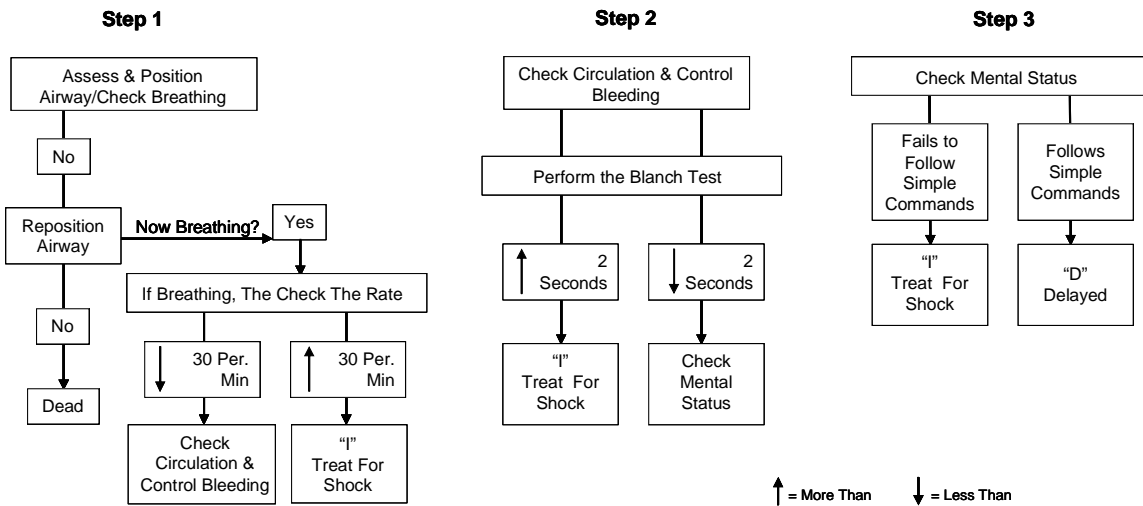 Step 1
Assess & Position
Airway/Check Breathing
No
Reposition
Airway
Now Breathing?
Yes
If Breathing, The Check The Rate
No
Dead
30 Per.
Min
30 Per.
Min
Check
Circulation &
Control Bleeding
"I"
Treat For
Shock
Step 2
Check Circulation & Control
Bleeding
Perform the Blanch Test
2
Seconds
2
Seconds
"I"
Treat For
Shock
Check
Mental
Status
Step 3
Check Mental Status
Fails to
Follow
Simple
Commands
Follows
Simple
Commands
"I"
Treat For
Shock
"D"
Delayed
= More Than
= Less Than